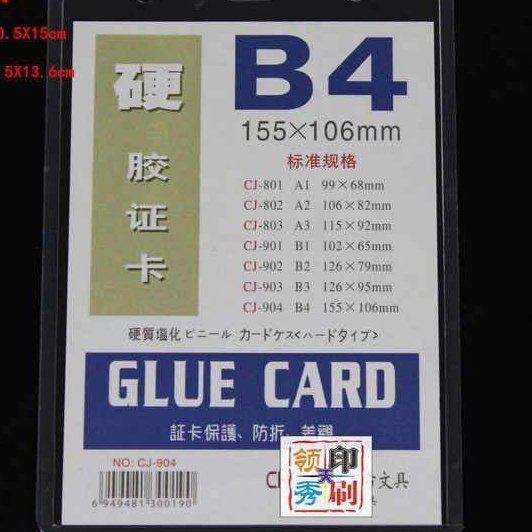 0.5X15cm
5X13.6cm
硬
胶
证
卡
B4
155×106mm
标准规格
CJ-801 A1 99×68mm
CJ-802 A2 106×82mm
CJ-803 A3 115×92mm
CJ-901 B1 102×65mm
CJ-902 B2 126×79mm
CJ-903 B3 126×95mm
CJ-904 B4 155×106mm
硬質塩化ビニール カードケス<ハードタイプ>
GLUE CARD
証卡保護、防折、美觀
NO: CJ-904
6 949481 300190
文具
领天印
秀刷